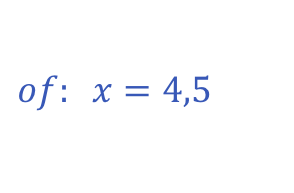 of: x = 4,5